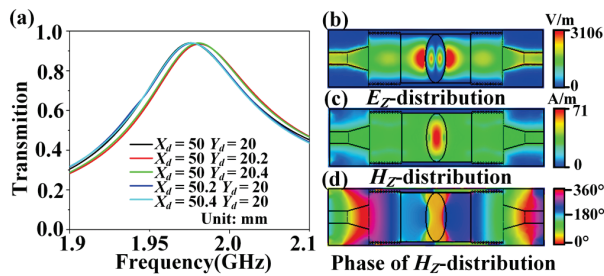 (a)
Transmition
1.0
0.8
0.6
0.4
0.2
0.0
X_d = 50 Y_d = 20
X_d = 50 Y_d = 20.2
X_d = 50 Y_d = 20.4
X_d = 50.2 Y_d = 20
X_d = 50.4 Y_d = 20
Unit: mm
1.9 1.95 2.0 2.1
Frequency(GHz)
(b) V/m
3106
0
E_Z-distribution
(c) A/m
71
0
H_Z-distribution
(d) 360°
180°
0°
Phase of H_Z-distribution